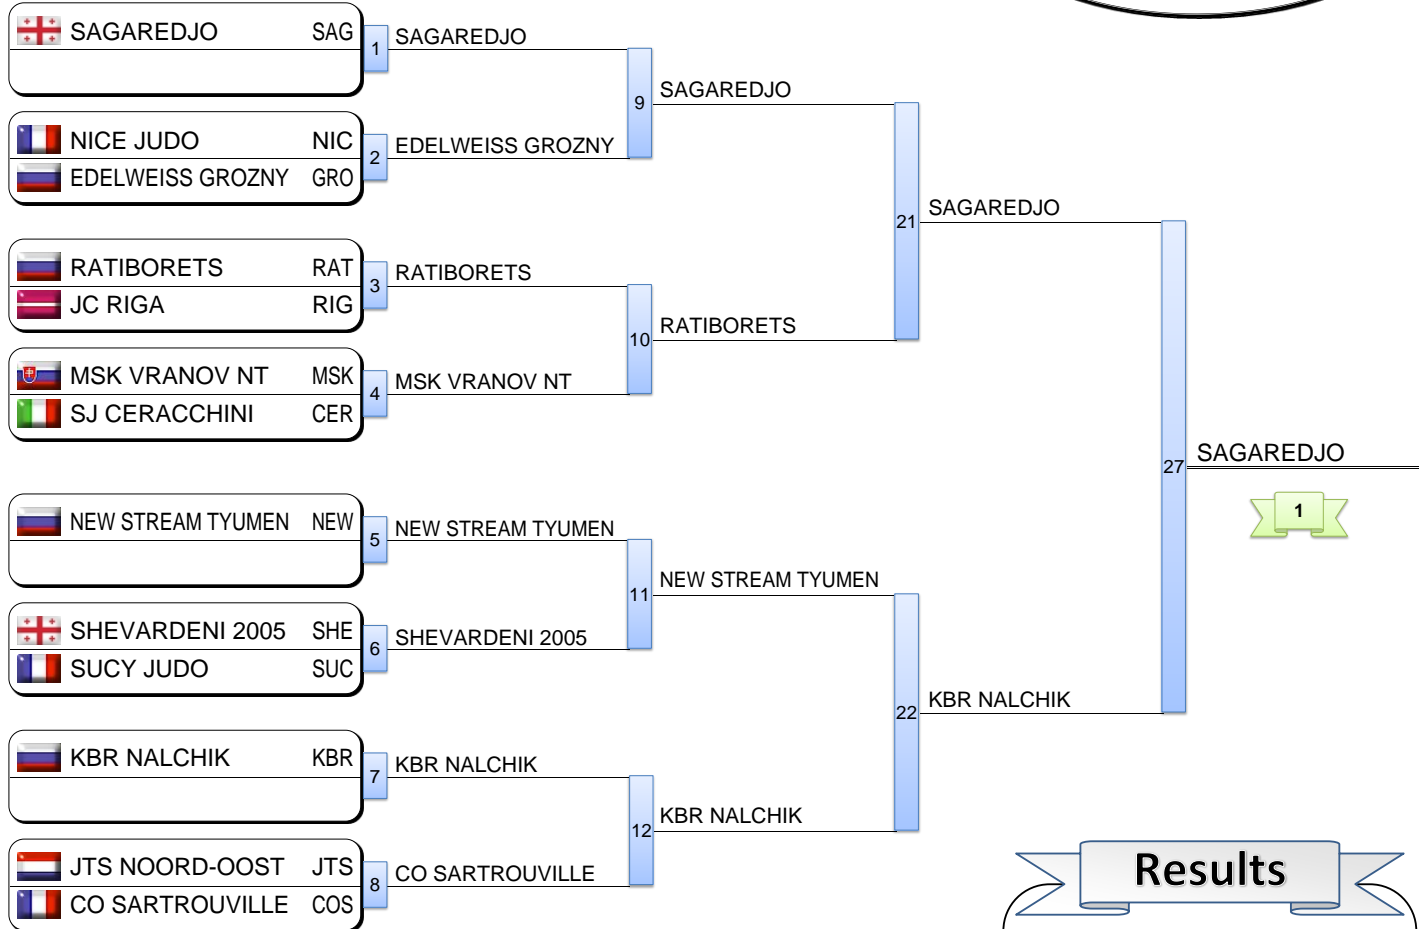 SAGAREDJO SAG
1
SAGAREDJO
NICE JUDO NIC
EDELWEISS GROZNY GRO
2
EDELWEISS GROZNY
9
SAGAREDJO
RATIBORETS RAT
JC RIGA RIG
3
RATIBORETS
MSK VRANOV NT MSK
SJ CERACCHINI CER
4
MSK VRANOV NT
10
RATIBORETS
21
SAGAREDJO
NEW STREAM TYUMEN NEW
5
NEW STREAM TYUMEN
SHEVARDENI 2005 SHE
SUCY JUDO SUC
6
SHEVARDENI 2005
11
NEW STREAM TYUMEN
KBR NALCHIK KBR
7
KBR NALCHIK
JTS NOORD-OOST JTS
CO SARTROUVILLE COS
8
CO SARTROUVILLE
12
KBR NALCHIK
22
KBR NALCHIK
27
SAGAREDJO
1
Results